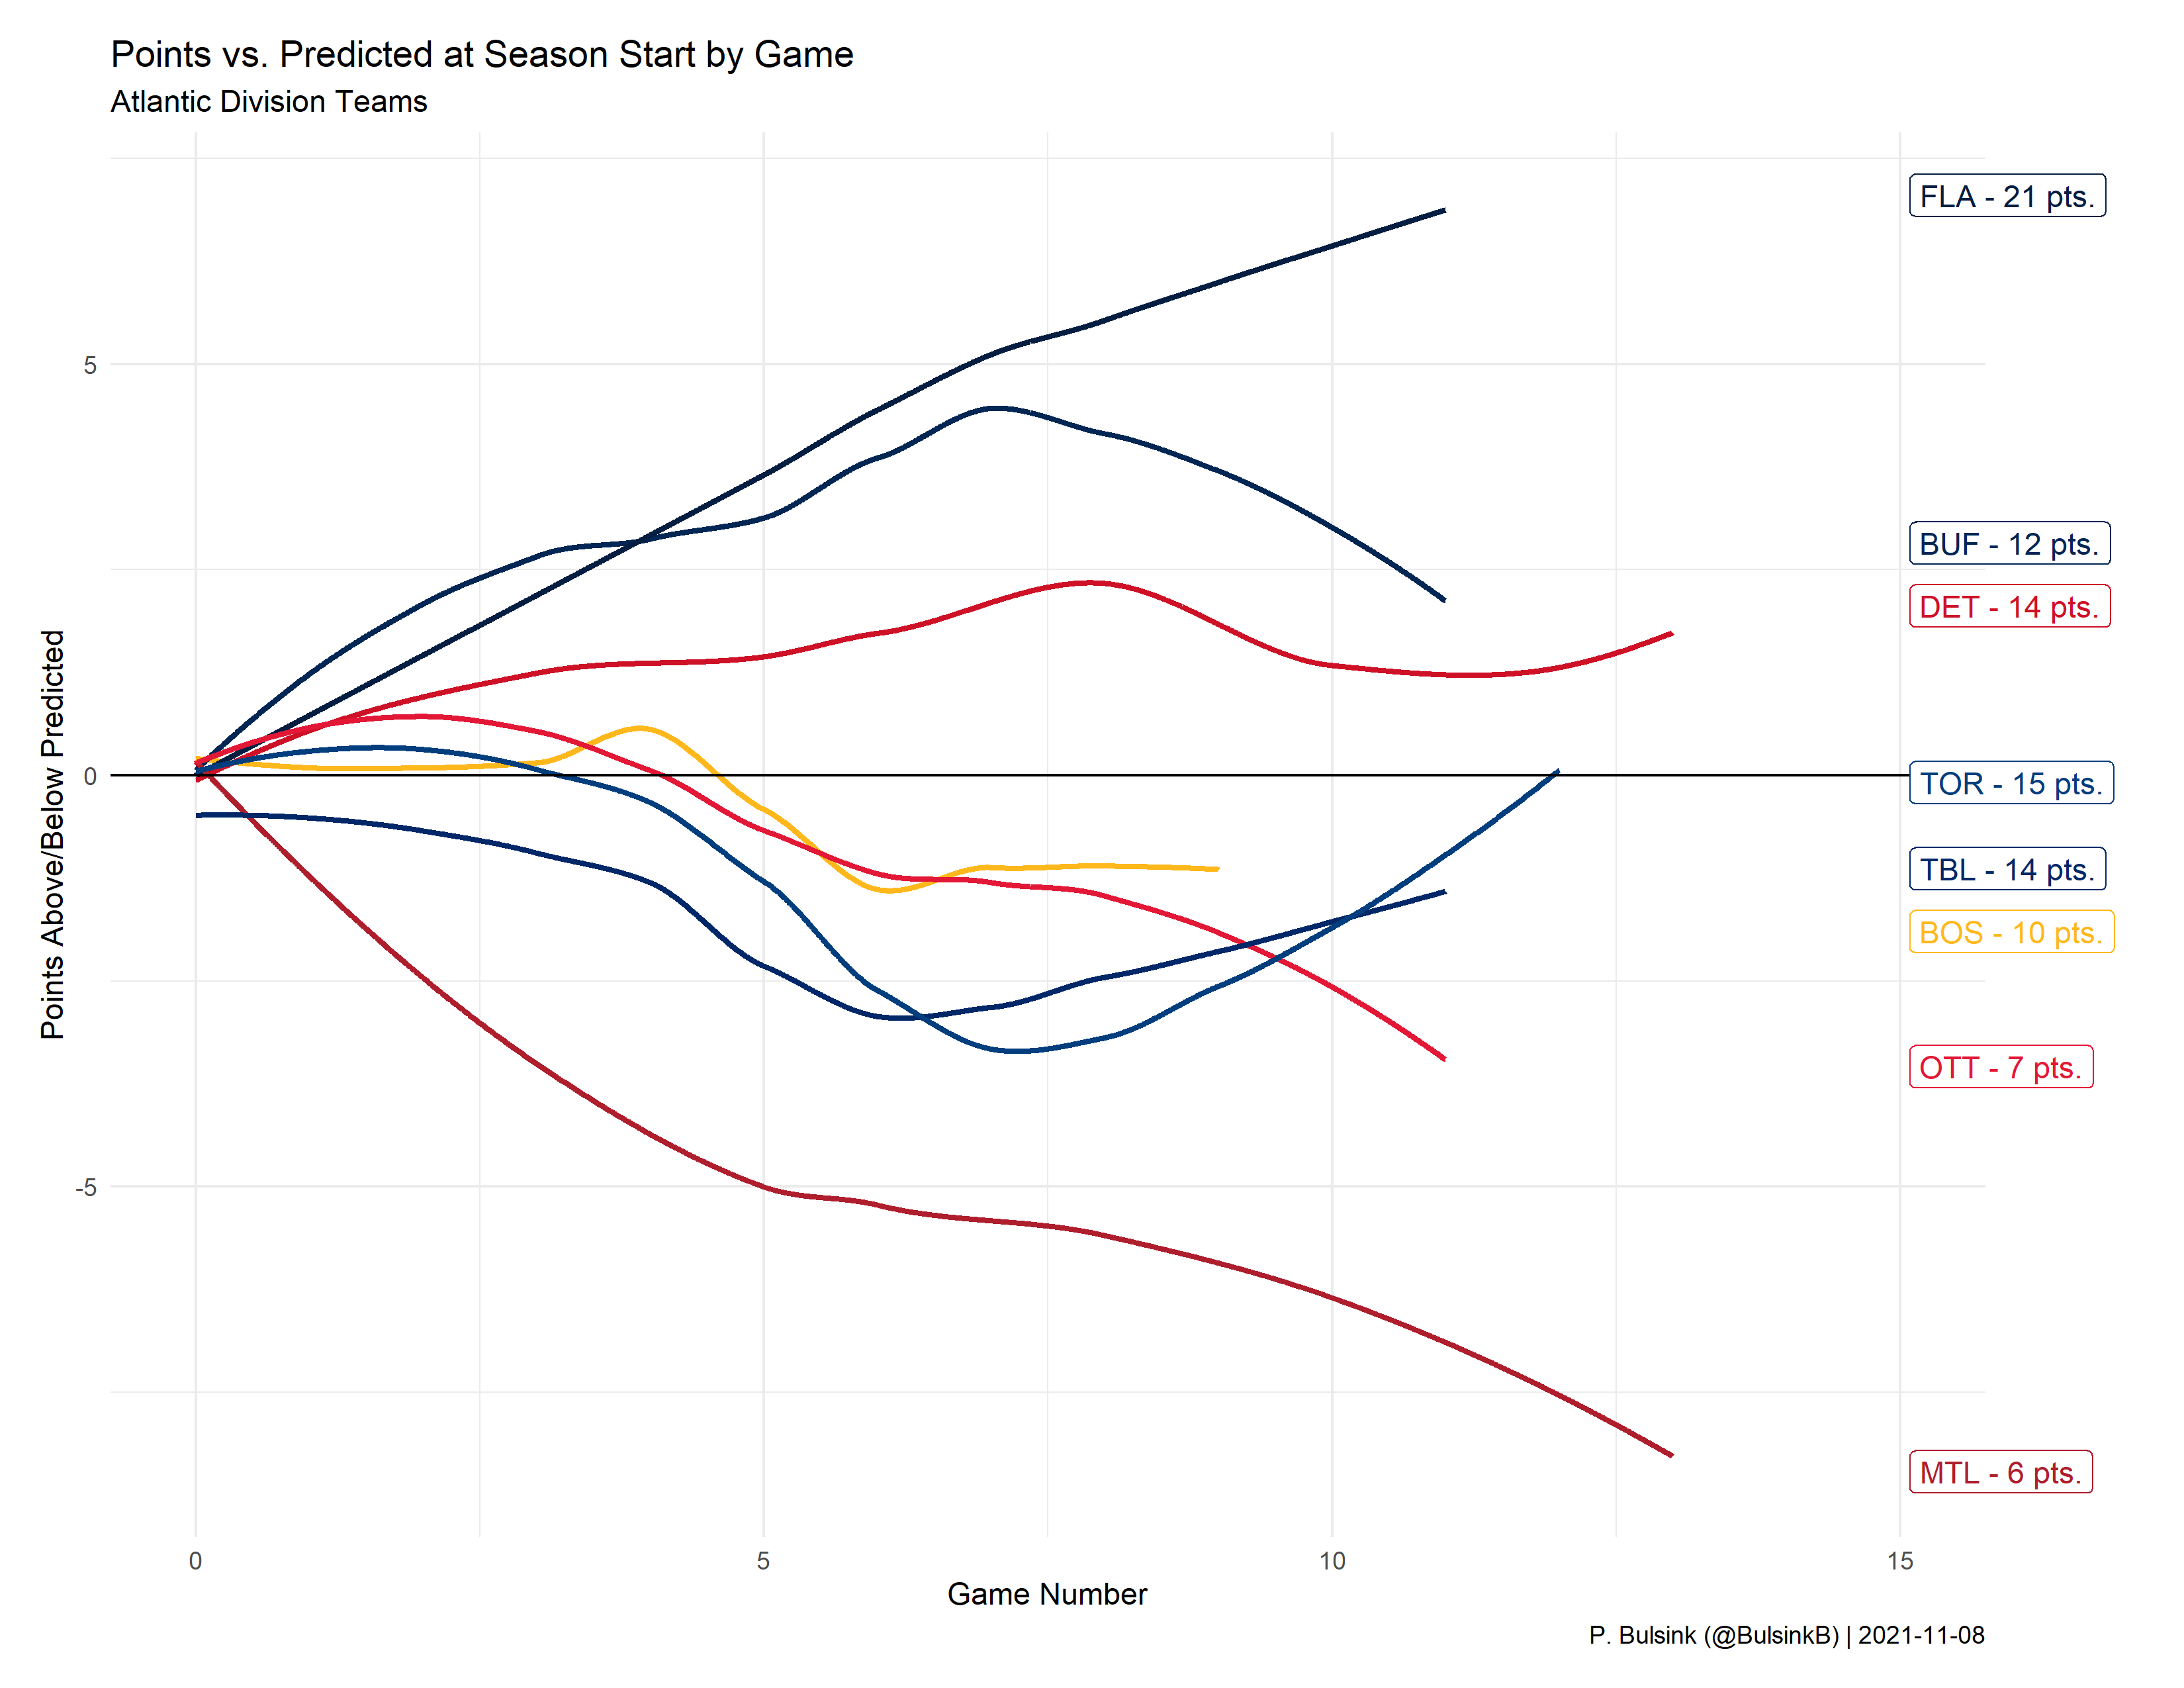 Points vs. Predicted at Season Start by Game
Atlantic Division Teams
Points Above/Below Predicted
5
0
-5
FLA - 21 pts.
BUF - 12 pts.
DET - 14 pts.
TOR - 15 pts.
TBL - 14 pts.
BOS - 10 pts.
OTT - 7 pts.
MTL - 6 pts.
0 5 10 15
Game Number
P. Bulsink (@BulsinkB) | 2021-11-08